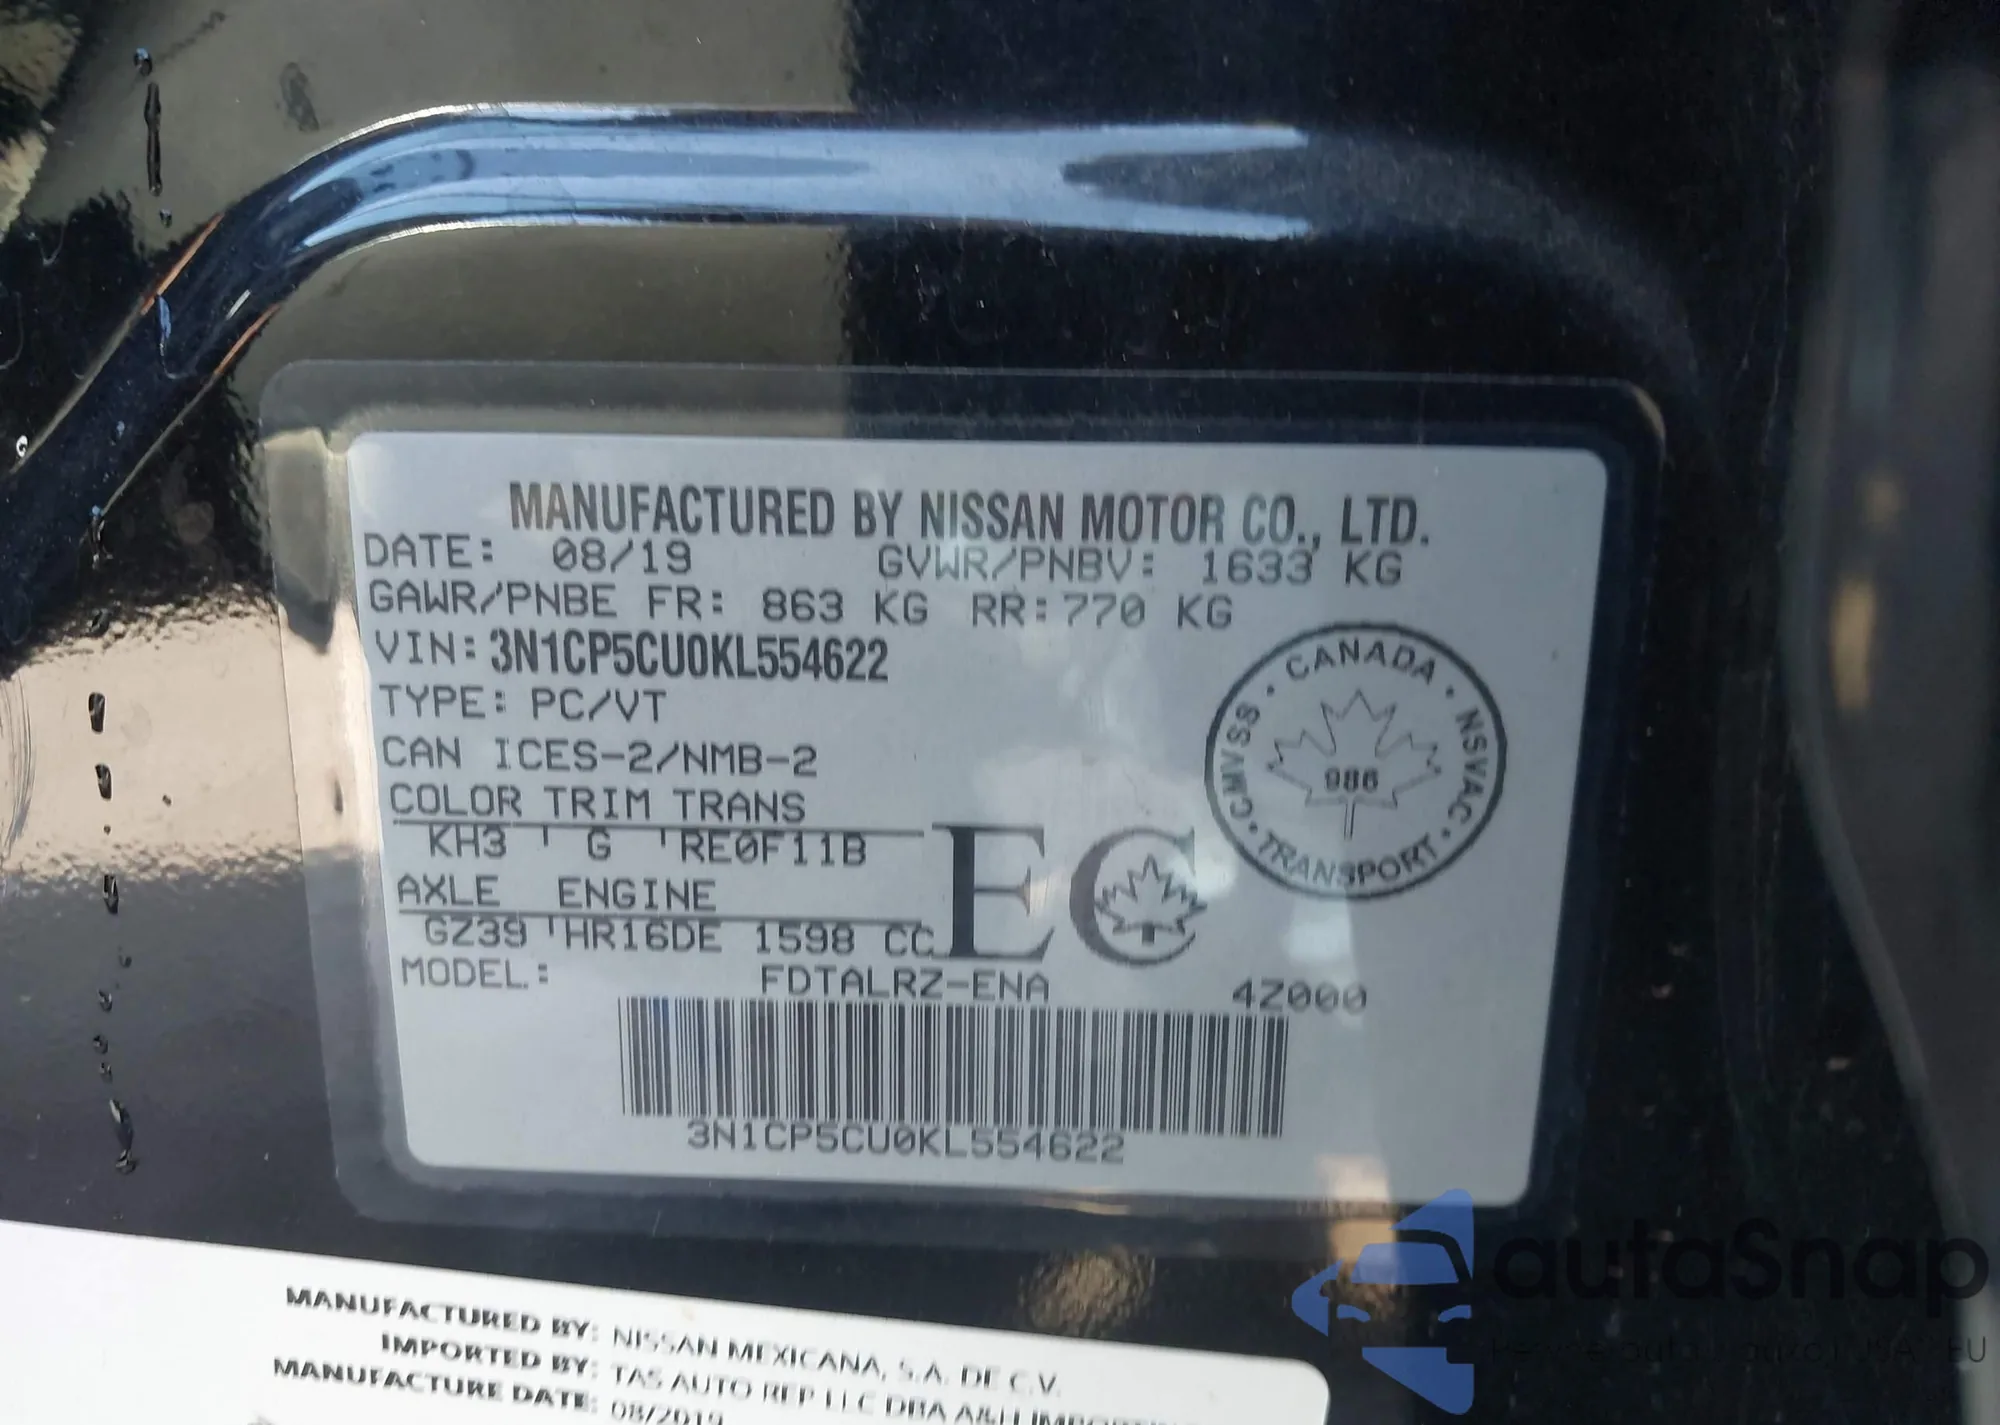 MANUFACTURED BY NISSAN MOTOR CO., LTD.
DATE: 08/19 GVWR/PNBV: 1633 KG
GAWR/PNBE FR: 863 KG RR: 770 KG
VIN: 3N1CP5CU0KL554622
TYPE: PC/VT
CAN ICES-2/NMB-2
COLOR TRIM TRANS
KH3 ' G 'RE0F11B
AXLE ENGINE
GZ39 'HR16DE 1598 CC
EC
MODEL: FDTALRZ-ENA 4Z000
CANADA · NSVAC · TRANSPORT · CMVSS ·
986
3N1CP5CU0KL554622
MANUFACTURED BY: NISSAN MEXICANA, S.A. DE C.V.
IMPORTED BY: TAS AUTO REP LLC DBA A&H
MANUFACTURE DATE: 08/2019
autoSnap